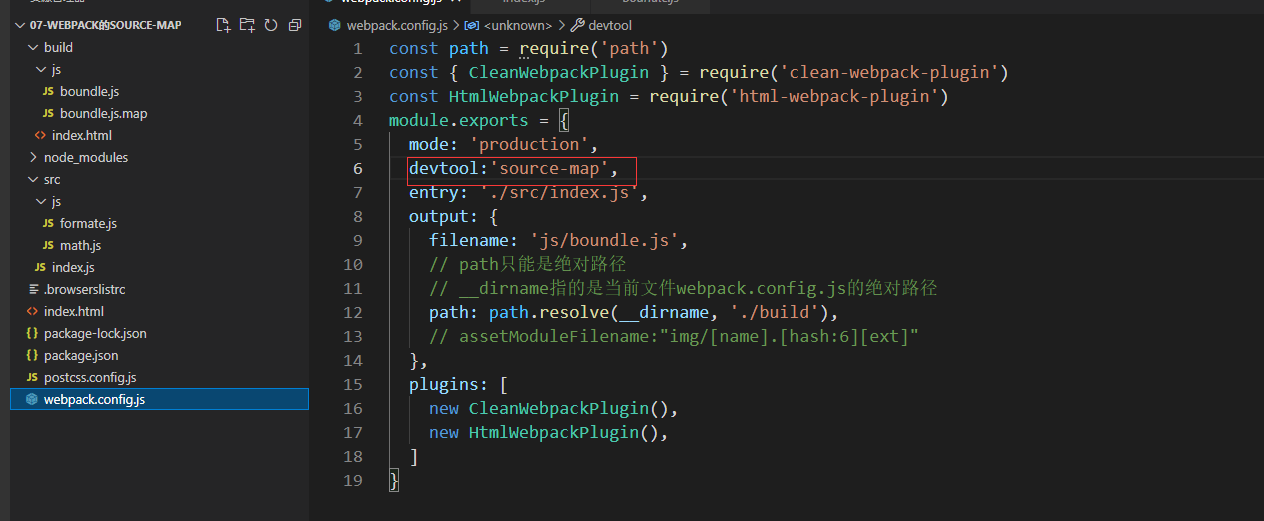 webpack.config.js
index.js
boundle.js
07-WEBPACK的SOURCE-MAP
build
js
JS boundle.js
JS boundle.js.map
<> index.html
node_modules
src
js
JS formate.js
JS math.js
JS index.js
.browserslistrc
<> index.html
{} package-lock.json
{} package.json
JS postcss.config.js
webpack.config.js
webpack.config.js > <unknown> > devtool
1 const path = require('path')
2 const { CleanWebpackPlugin } = require('clean-webpack-plugin')
3 const HtmlWebpackPlugin = require('html-webpack-plugin')
4 module.exports = {
5 mode: 'production',
6 devtool:'source-map',
7 entry: './src/index.js',
8 output: {
9 filename: 'js/boundle.js',
10 // path只能是绝对路径
11 // __dirname指的是当前文件webpack.config.js的绝对路径
12 path: path.resolve(__dirname, './build'),
13 // assetModuleFilename:"img/[name].[hash:6][ext]"
14 },
15 plugins: [
16 new CleanWebpackPlugin(),
17 new HtmlWebpackPlugin(),
18 ]
19 }